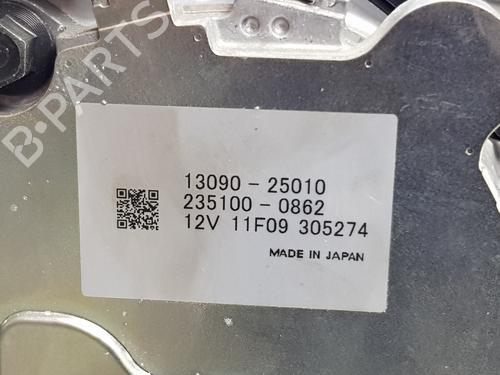 B-PARTS
13090 - 25010
235100 - 0862
12V 11F09 305274
MADE IN JAPAN